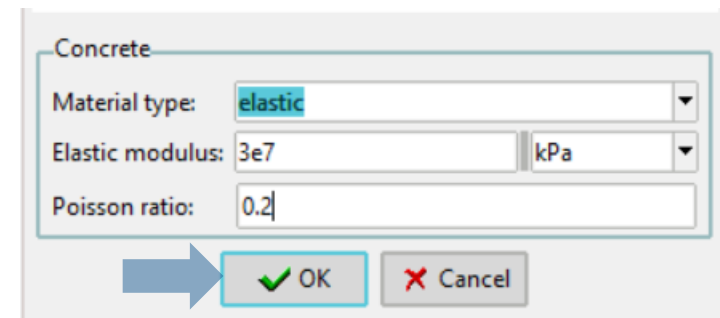 Concrete
Material type: elastic
Elastic modulus: 3e7 kPa
Poisson ratio: 0.2
OK Cancel